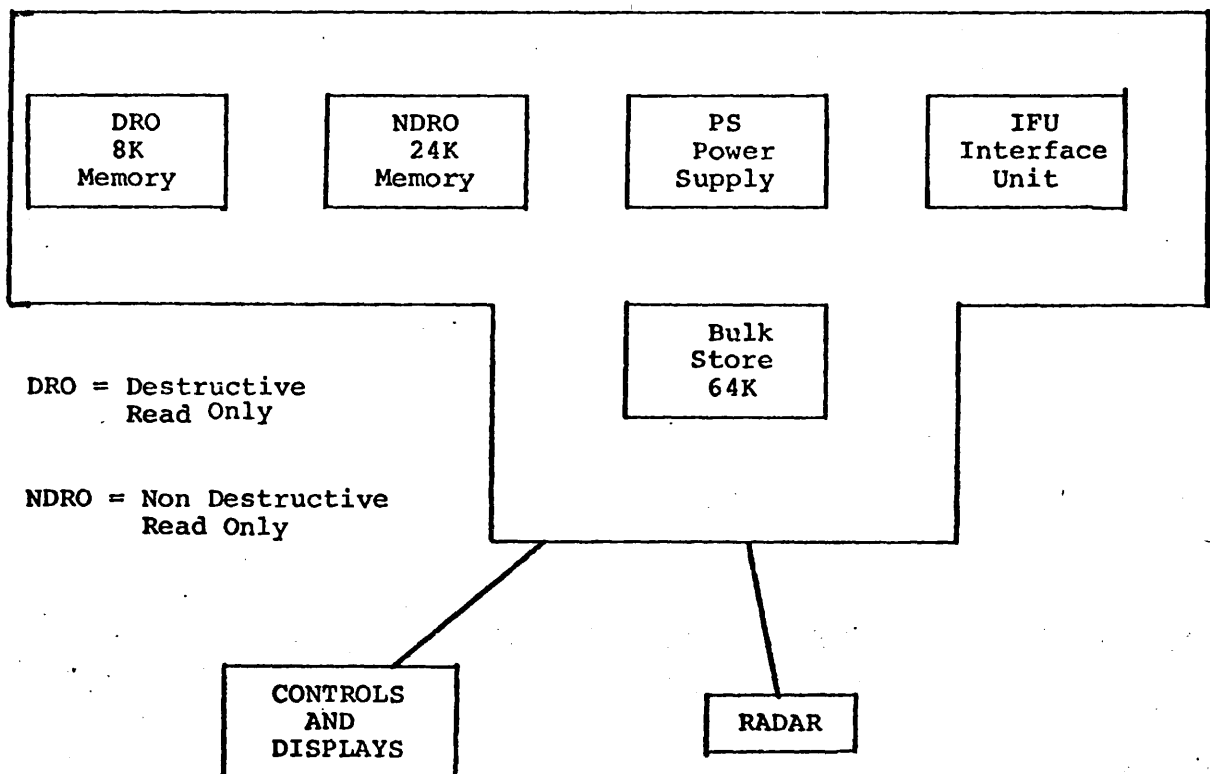 DRO
8K
Memory
NDRO
24K
Memory
PS
Power
Supply
IFU
Interface
Unit
Bulk
Store
64K
DRO = Destructive
Read Only
NDRO = Non Destructive
Read Only
CONTROLS
AND
DISPLAYS
RADAR